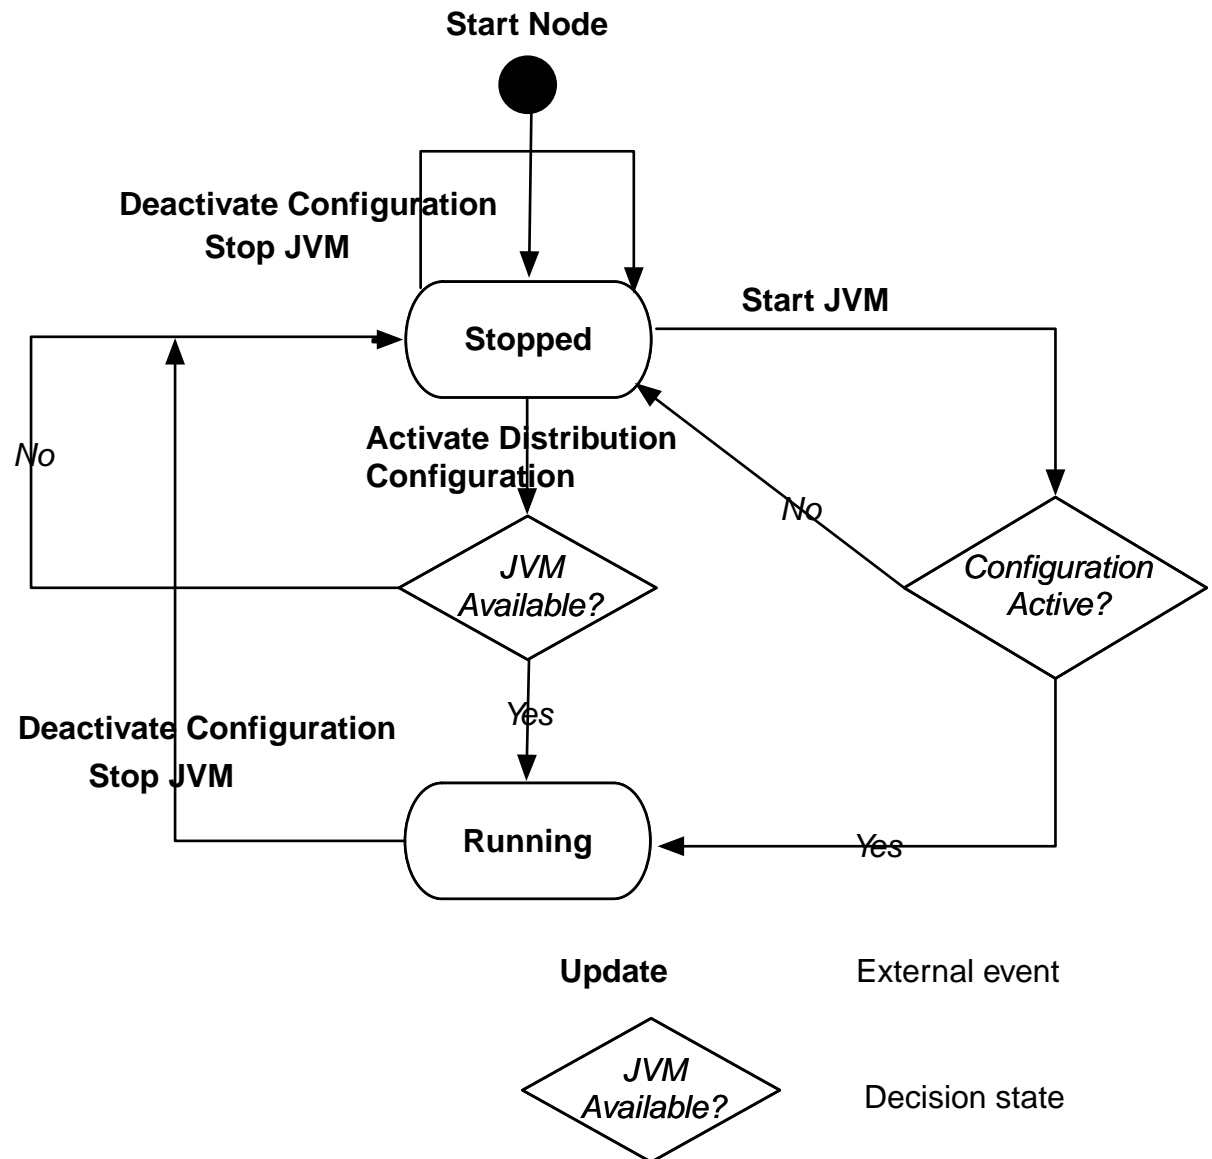 Start Node
Deactivate Configuration
Stop JVM
Start JVM
Stopped
Activate Distribution
Configuration
No
No
JVM
Available?
Configuration
Active?
Yes
Deactivate Configuration
Stop JVM
Running
Yes
Update
External event
JVM
Available?
Decision state